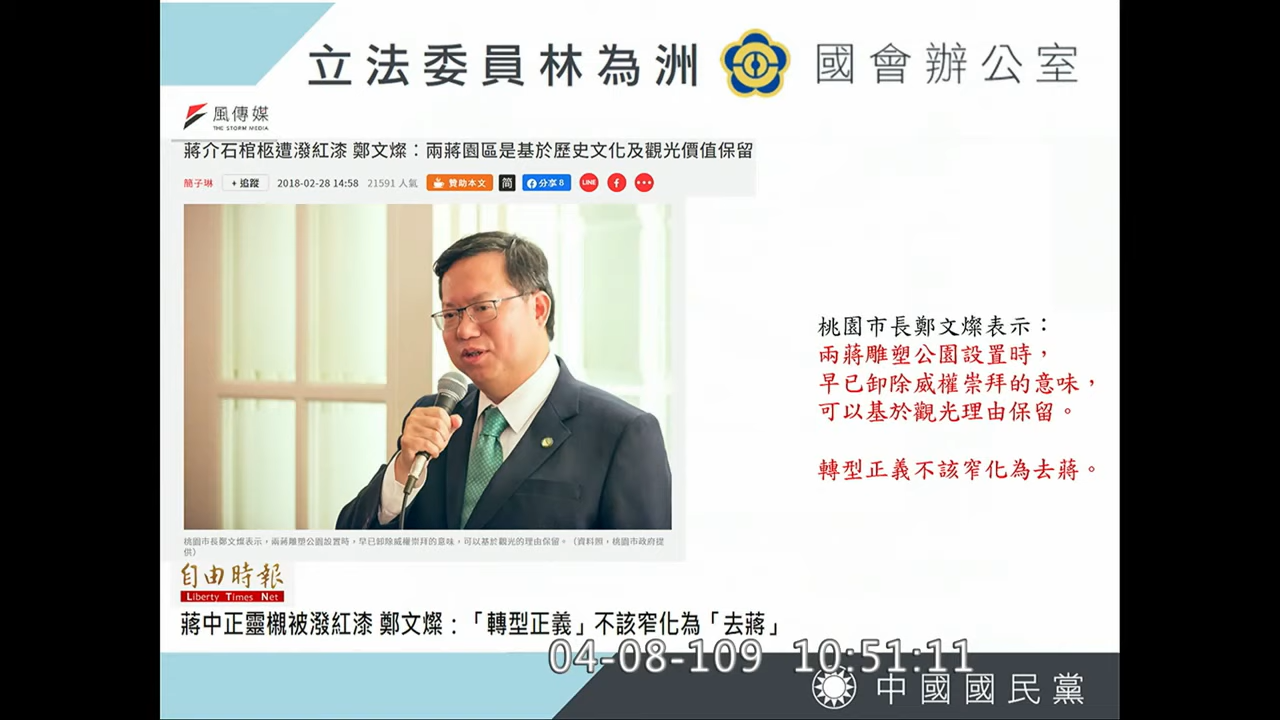 立法委員林為洲 國會辦公室
風傳媒
THE STORM MEDIA
蔣介石棺柩遭潑紅漆 鄭文燦：兩蔣園區是基於歷史文化及觀光價值保留
簡子琳 +追蹤 2018-02-28 14:58 21591 人氣 贊助本文 简 分享 8 LINE
桃園市長鄭文燦表示：
兩蔣雕塑公園設置時，
早已卸除威權崇拜的意味，
可以基於觀光理由保留。
轉型正義不該窄化為去蔣。
桃園市長鄭文燦表示，兩蔣雕塑公園設置時，早已卸除威權崇拜的意味，可以基於觀光的理由保留。（資料照，桃園市政府提
供）
自由時報
Liberty Times Net
蔣中正靈櫬被潑紅漆 鄭文燦：「轉型正義」不該窄化為「去蔣」
04-08-109 10:51:11
中國國民黨